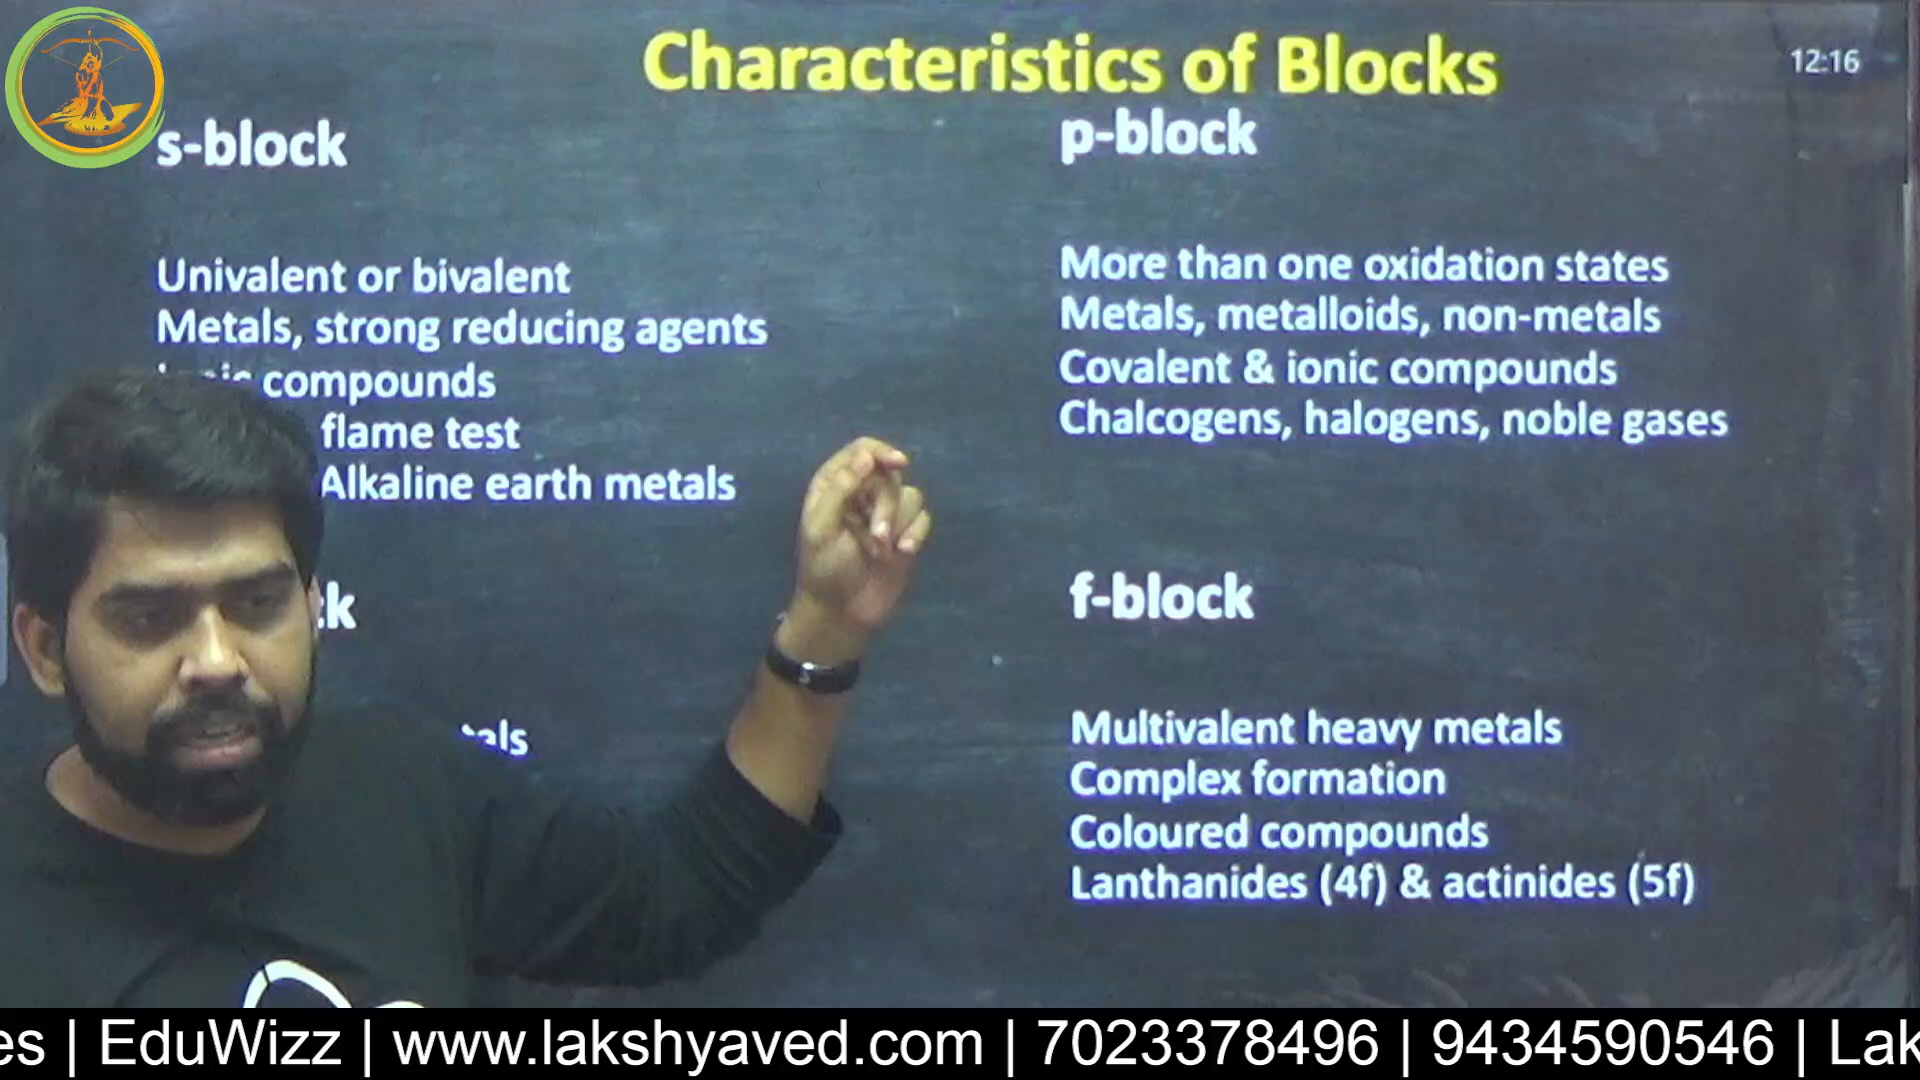 Characteristics of Blocks
12:16
s-block
Univalent or bivalent
Metals, strong reducing agents
compounds
flame test
Alkaline earth metals
p-block
More than one oxidation states
Metals, metalloids, non-metals
Covalent & ionic compounds
Chalcogens, halogens, noble gases
f-block
Multivalent heavy metals
Complex formation
Coloured compounds
Lanthanides (4f) & actinides (5f)
| EduWizz | www.lakshyaved.com | 7023378496 | 9434590546 |